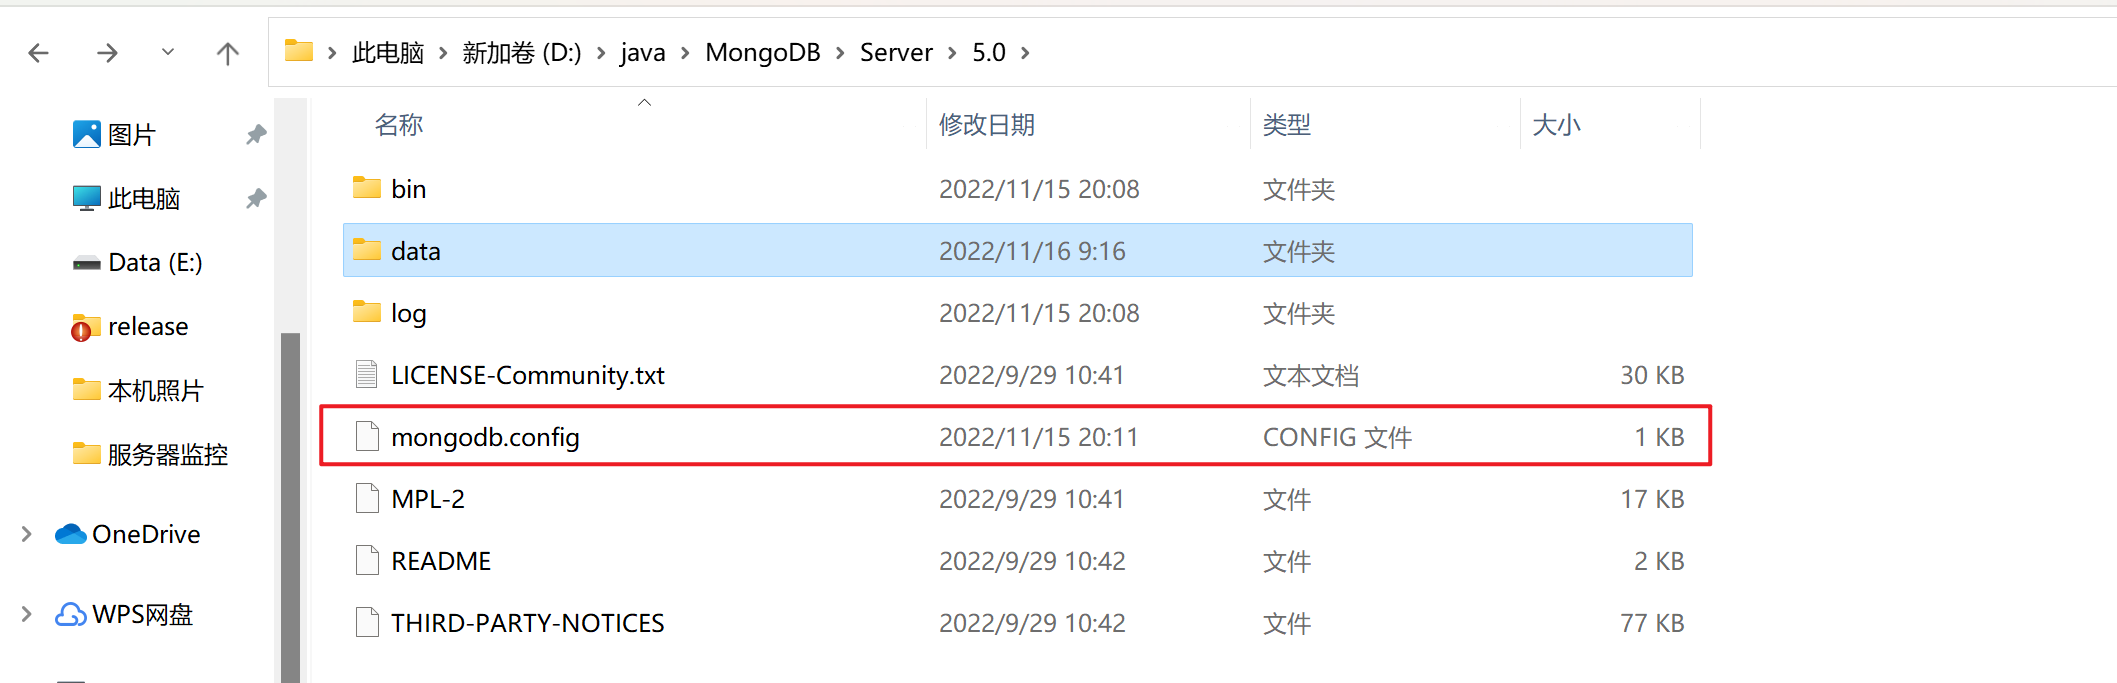 此电脑 新加卷 (D:) java MongoDB Server 5.0
名称 修改日期 类型 大小
图片
此电脑
Data (E:)
release
本机照片
服务器监控
OneDrive
WPS网盘
bin 2022/11/15 20:08 文件夹
data 2022/11/16 9:16 文件夹
log 2022/11/15 20:08 文件夹
LICENSE-Community.txt 2022/9/29 10:41 文本文档 30 KB
mongodb.config 2022/11/15 20:11 CONFIG 文件 1 KB
MPL-2 2022/9/29 10:41 文件 17 KB
README 2022/9/29 10:42 文件 2 KB
THIRD-PARTY-NOTICES 2022/9/29 10:42 文件 77 KB